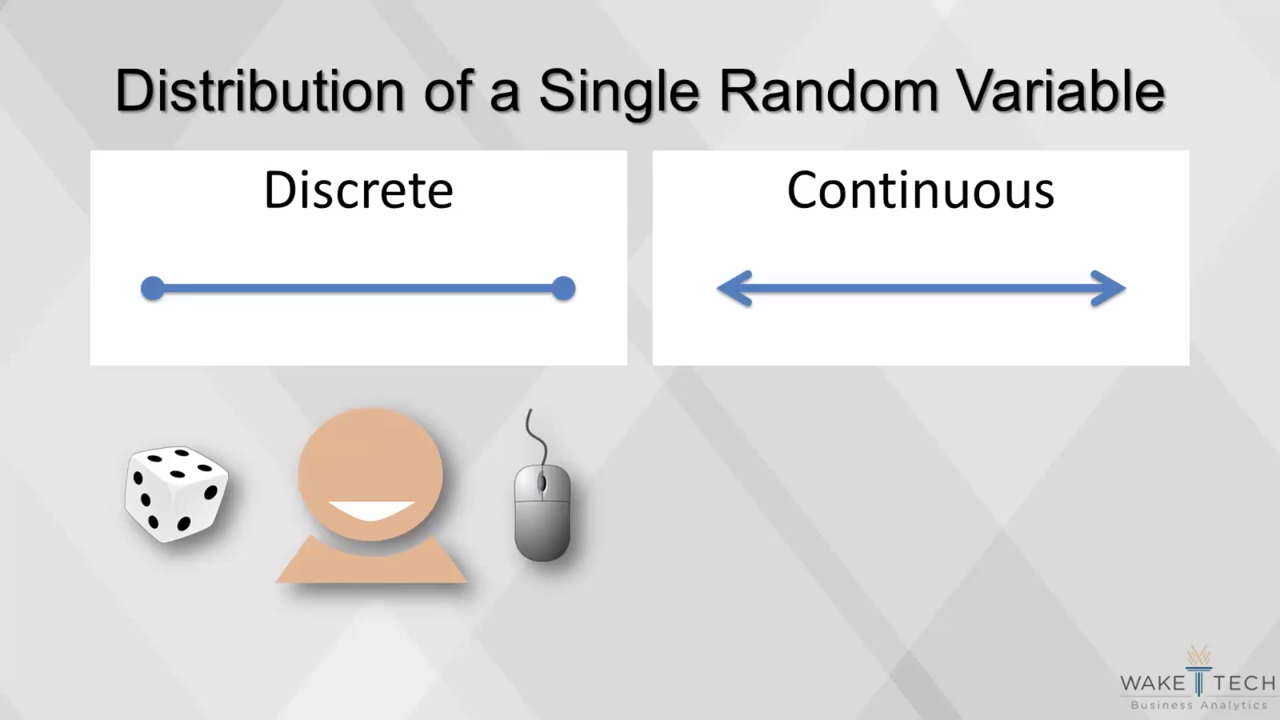 Distribution of a Single Random Variable
Discrete
Continuous
WAKE TECH
Business Analytics